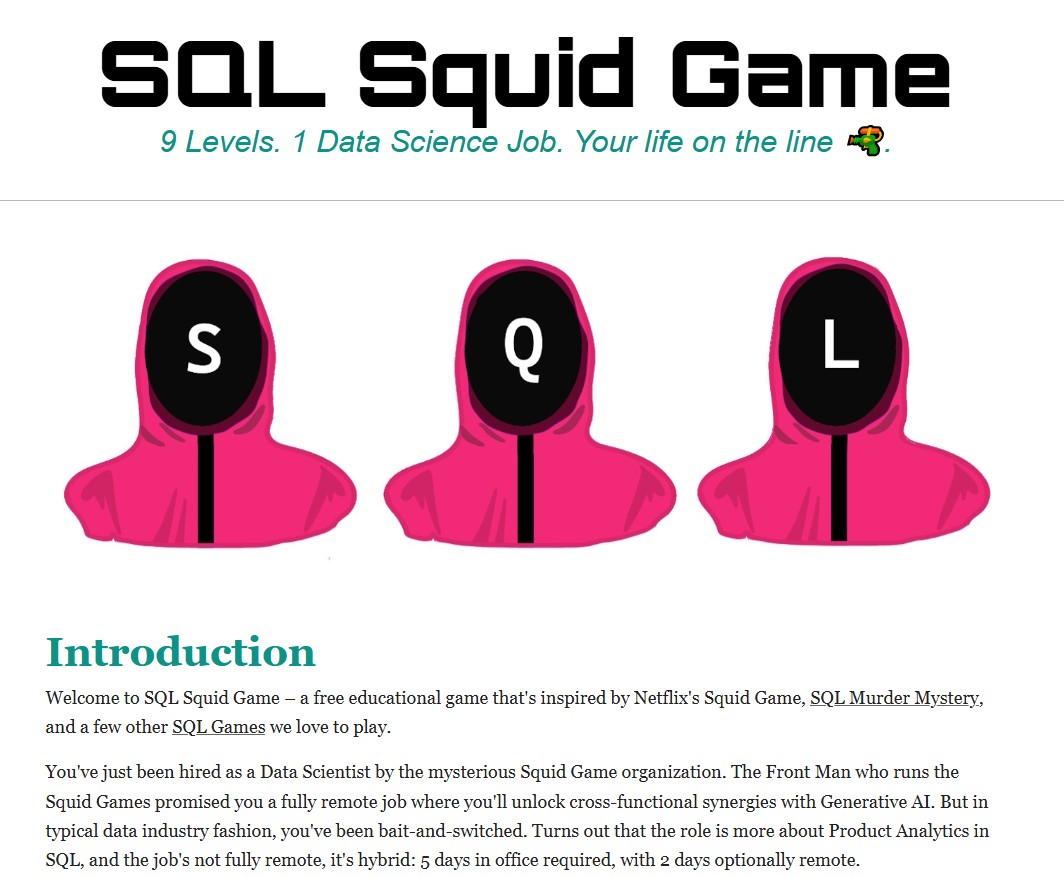 SQL Squid Game
9 Levels. 1 Data Science Job. Your life on the line 🔫.
S Q L
Introduction
Welcome to SQL Squid Game – a free educational game that's inspired by Netflix's Squid Game, SQL Murder Mystery,
and a few other SQL Games we love to play.
You've just been hired as a Data Scientist by the mysterious Squid Game organization. The Front Man who runs the
Squid Games promised you a fully remote job where you'll unlock cross-functional synergies with Generative AI. But in
typical data industry fashion, you've been bait-and-switched. Turns out that the role is more about Product Analytics in
SQL, and the job's not fully remote, it's hybrid: 5 days in office required, with 2 days optionally remote.